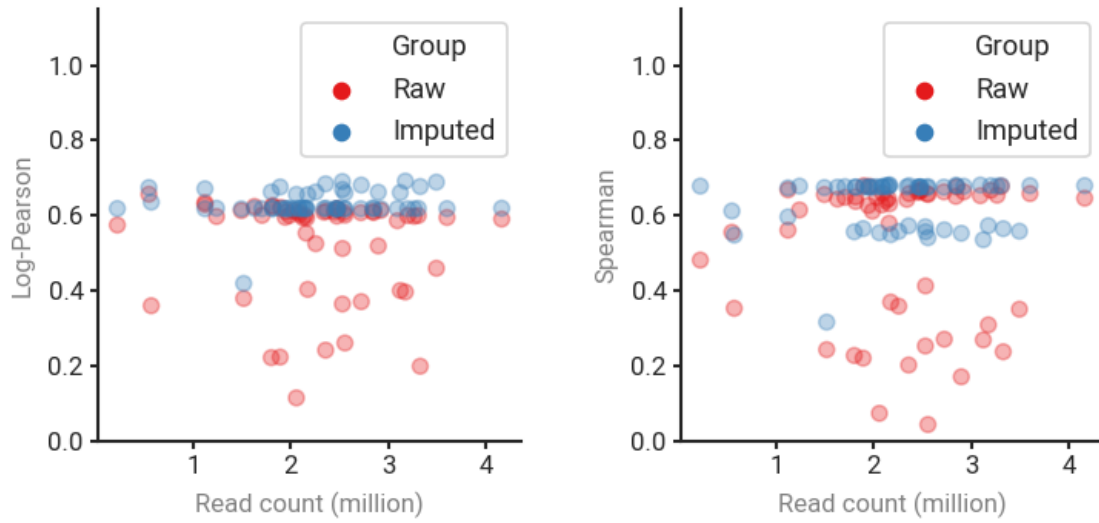 Group
Raw
Imputed
1.0
0.8
0.6
0.4
0.2
0.0
Log-Pearson
1 2 3 4
Read count (million)
Group
Raw
Imputed
1.0
0.8
0.6
0.4
0.2
0.0
Spearman
1 2 3 4
Read count (million)